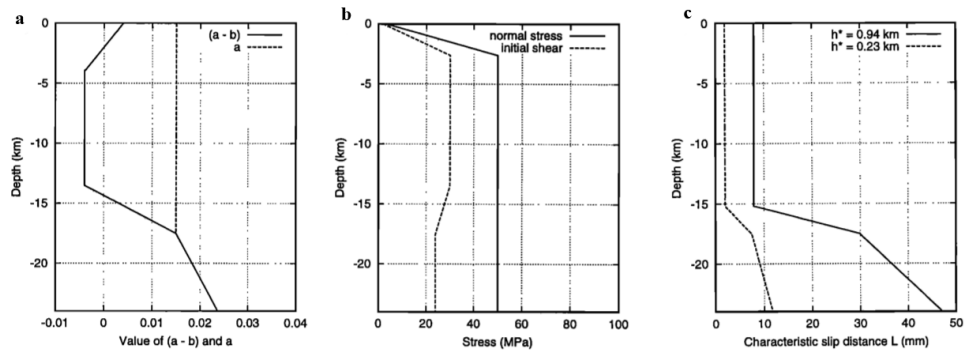 a
(a - b)
a
0
-5
-10
-15
-20
Depth (km)
-0.01
0
0.01
0.02
0.03
0.04
Value of (a - b) and a
b
normal stress
initial shear
0
-5
-10
-15
-20
Depth (km)
0
20
40
60
80
100
Stress (MPa)
c
h* = 0.94 km
h* = 0.23 km
0
-5
-10
-15
-20
Depth (km)
0
10
20
30
40
50
Characteristic slip distance L (mm)